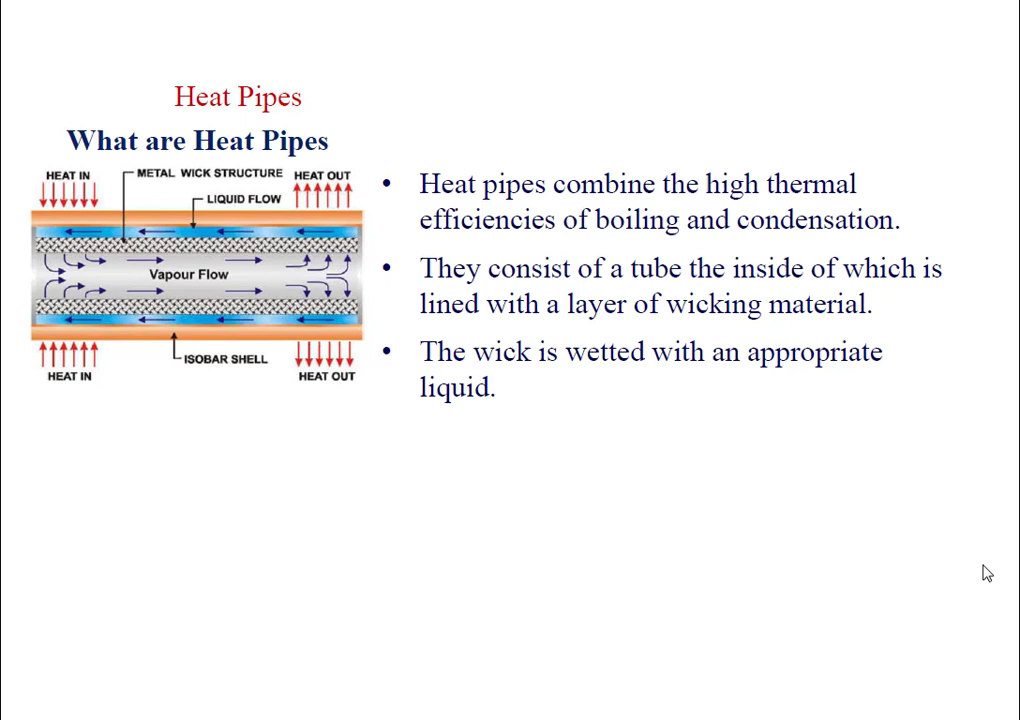 Heat Pipes
What are Heat Pipes
HEAT IN
METAL WICK STRUCTURE
HEAT OUT
LIQUID FLOW
Vapour Flow
ISOBAR SHELL
HEAT IN
HEAT OUT
• Heat pipes combine the high thermal
efficiencies of boiling and condensation.
• They consist of a tube the inside of which is
lined with a layer of wicking material.
• The wick is wetted with an appropriate
liquid.